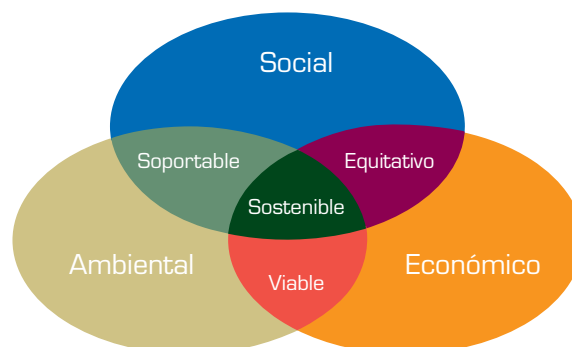 Social
Soportable
Equitativo
Sostenible
Ambiental
Económico
Viable